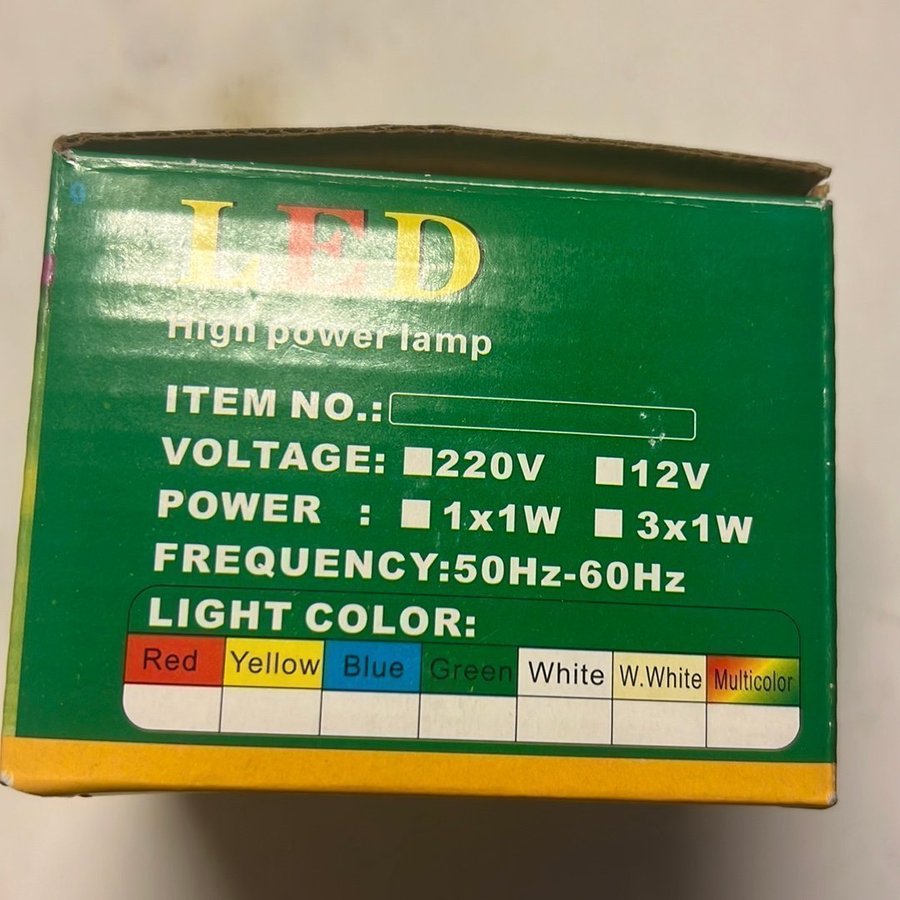 LED
High power lamp
ITEM NO.:
VOLTAGE: 220V 12V
POWER : 1x1W 3x1W
FREQUENCY:50Hz-60Hz
LIGHT COLOR:
Red Yellow Blue Green White W.White Multicolor